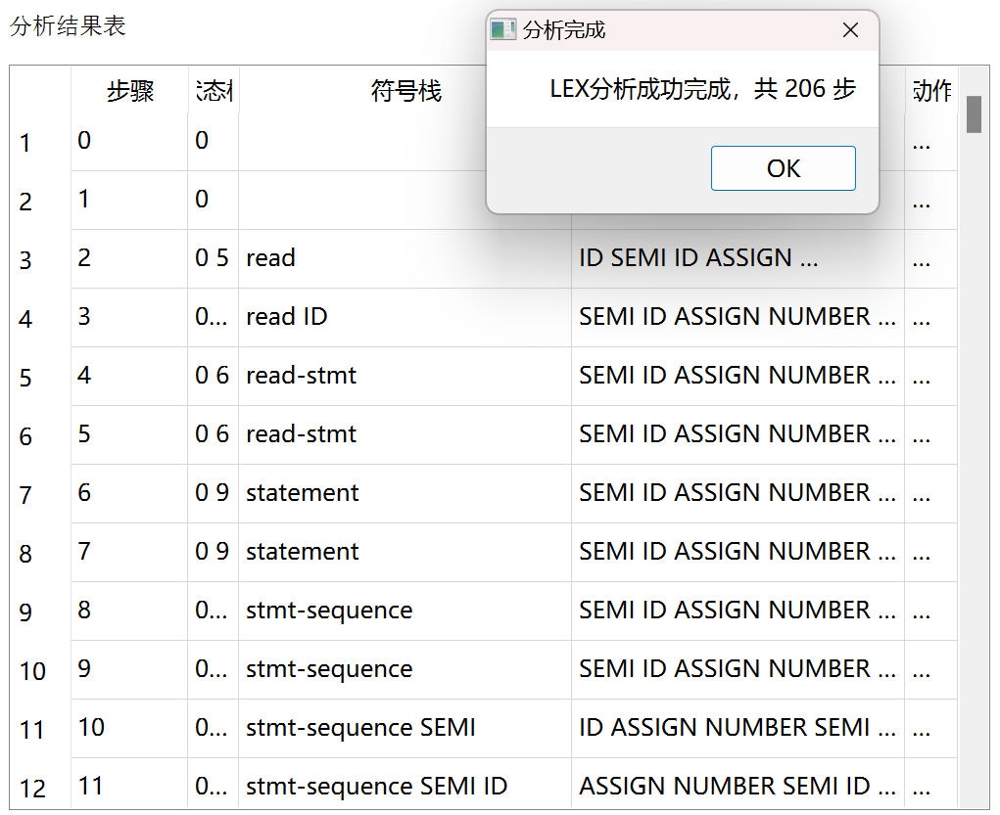 分析结果表
分析完成
LEX分析成功完成，共 206 步
OK
步骤 符号栈 动作
1 0 0 ...
2 1 0 ...
3 2 0 5 read ID SEMI ID ASSIGN ... ...
4 3 0... read ID SEMI ID ASSIGN NUMBER ... ...
5 4 0 6 read-stmt SEMI ID ASSIGN NUMBER ... ...
6 5 0 6 read-stmt SEMI ID ASSIGN NUMBER ... ...
7 6 0 9 statement SEMI ID ASSIGN NUMBER ... ...
8 7 0 9 statement SEMI ID ASSIGN NUMBER ... ...
9 8 0... stmt-sequence SEMI ID ASSIGN NUMBER ... ...
10 9 0... stmt-sequence SEMI ID ASSIGN NUMBER ... ...
11 10 0... stmt-sequence SEMI ID ASSIGN NUMBER SEMI ... ...
12 11 0... stmt-sequence SEMI ID ASSIGN NUMBER SEMI ID ... ...